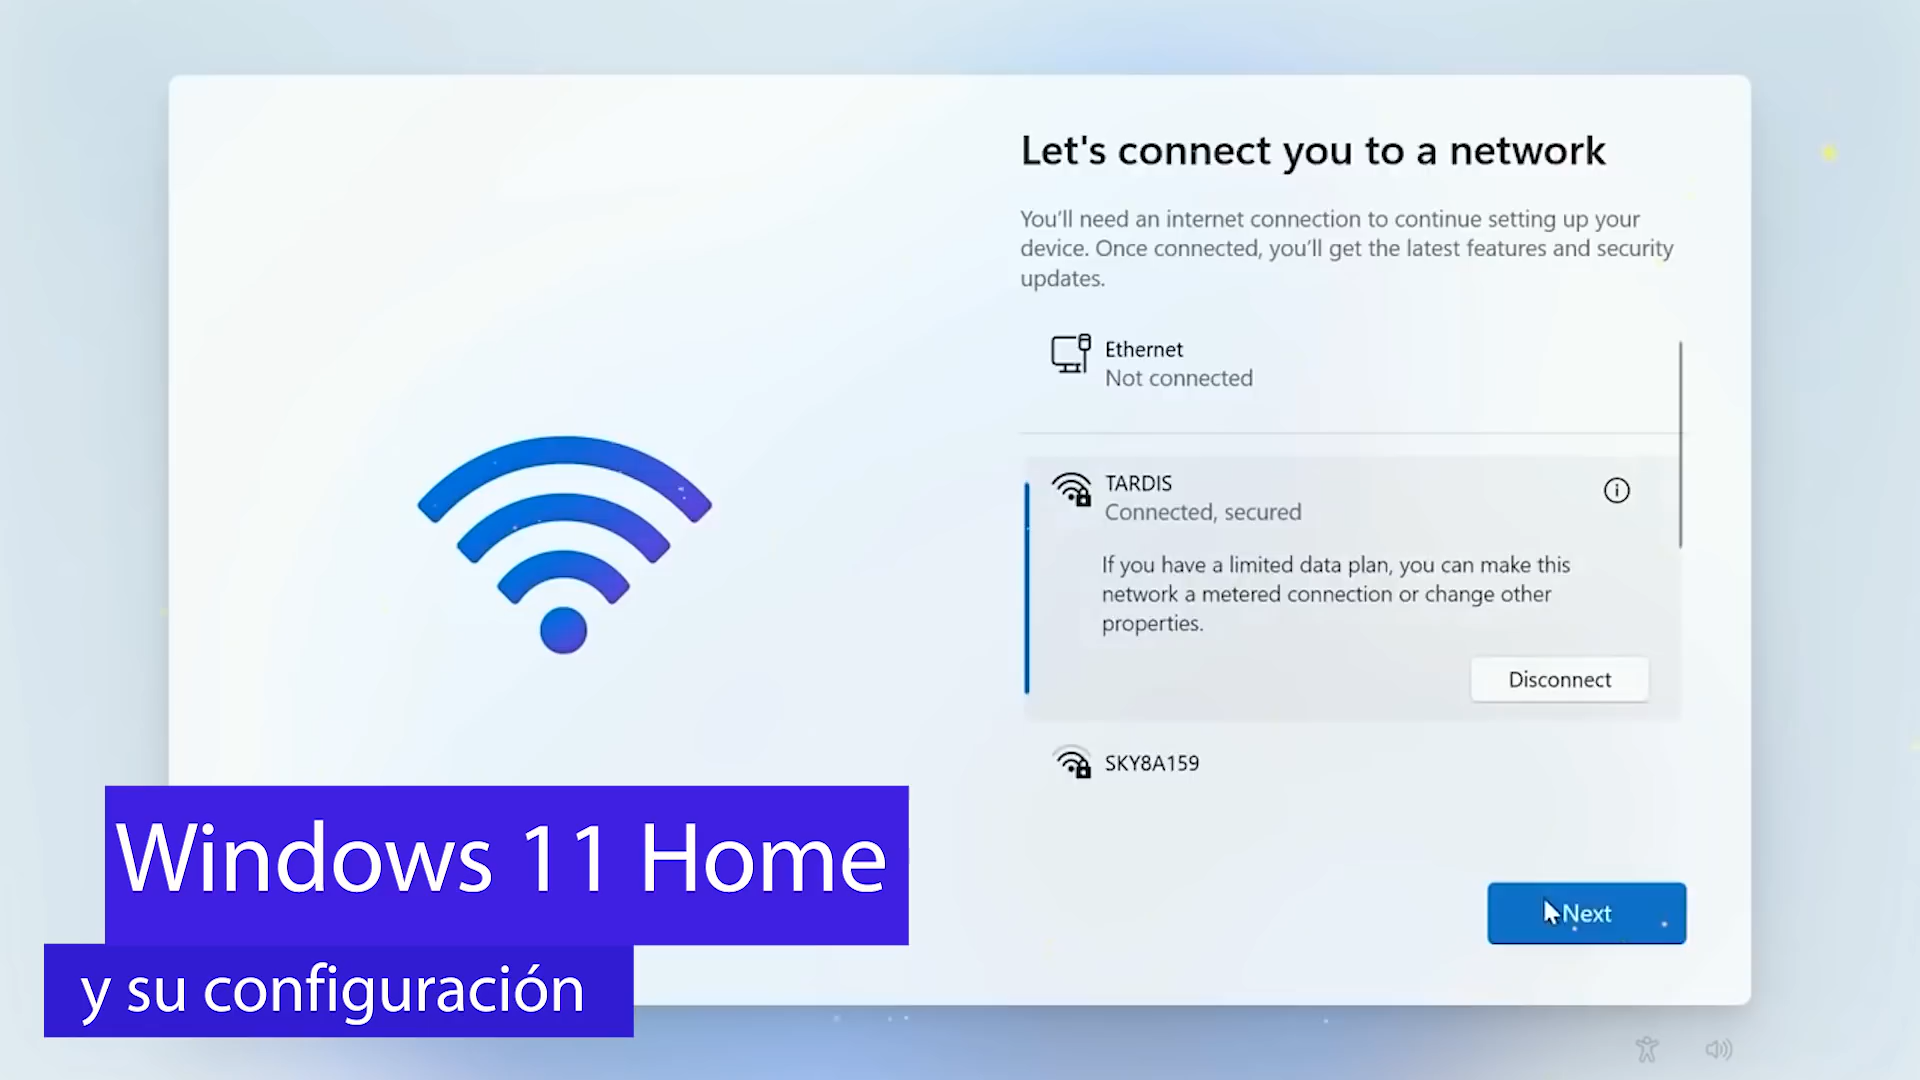 Let's connect you to a network
You'll need an internet connection to continue setting up your
device. Once connected, you'll get the latest features and security
updates.
Ethernet
Not connected
TARDIS
Connected, secured
If you have a limited data plan, you can make this
network a metered connection or change other
properties.
Disconnect
SKY8A159
Next
Windows 11 Home
y su configuración